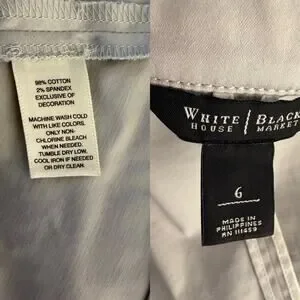 98% COTTON
2% SPANDEX
EXCLUSIVE OF
DECORATION
MACHINE WASH COLD
WITH LIKE COLORS.
ONLY NON-
CHLORINE BLEACH
WHEN NEEDED.
TUMBLE DRY LOW.
COOL IRON IF NEEDED
OR DRY CLEAN.
WHITE | BLACK
HOUSE | MARKET
6
MADE IN
PHILIPPINES
RN 111659